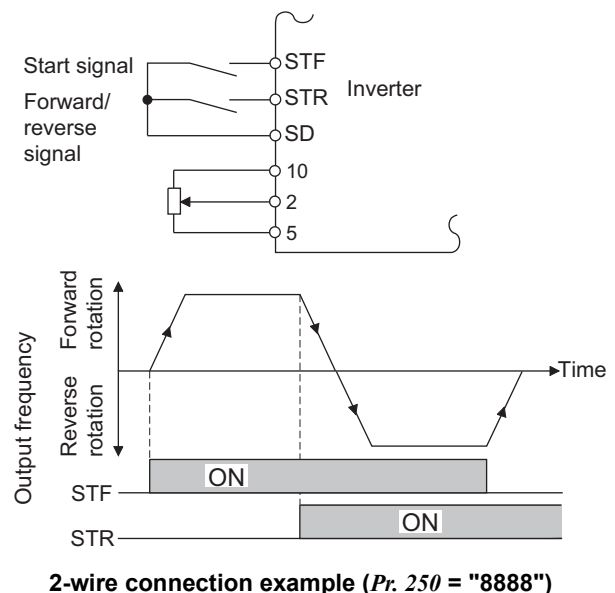 Start signal
STF
Forward/
reverse
signal
STR
Inverter
SD
10
2
5
Output frequency
Forward
rotation
Reverse
rotation
Time
STF
ON
STR
ON
2-wire connection example (Pr. 250 = "8888")